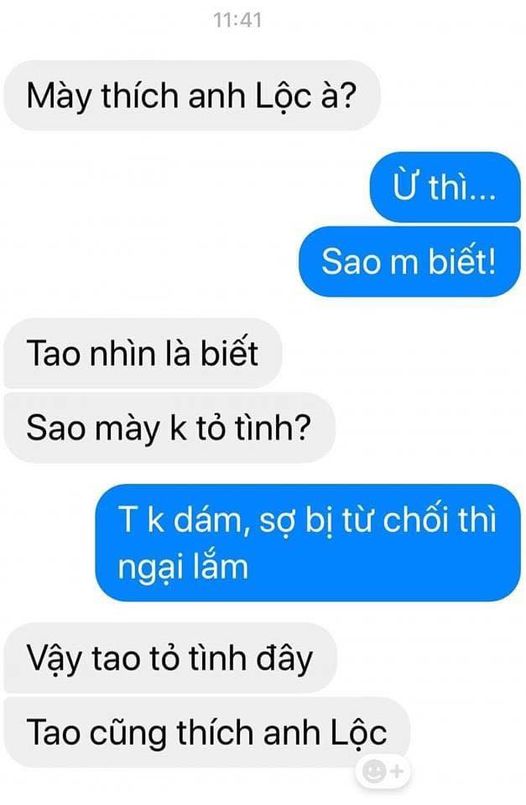 11:41
Mày thích anh Lộc à?
Ừ thì...
Sao m biết!
Tao nhìn là biết
Sao mày k tỏ tình?
T k dám, sợ bị từ chối thì
ngại lắm
Vậy tao tỏ tình đây
Tao cũng thích anh Lộc